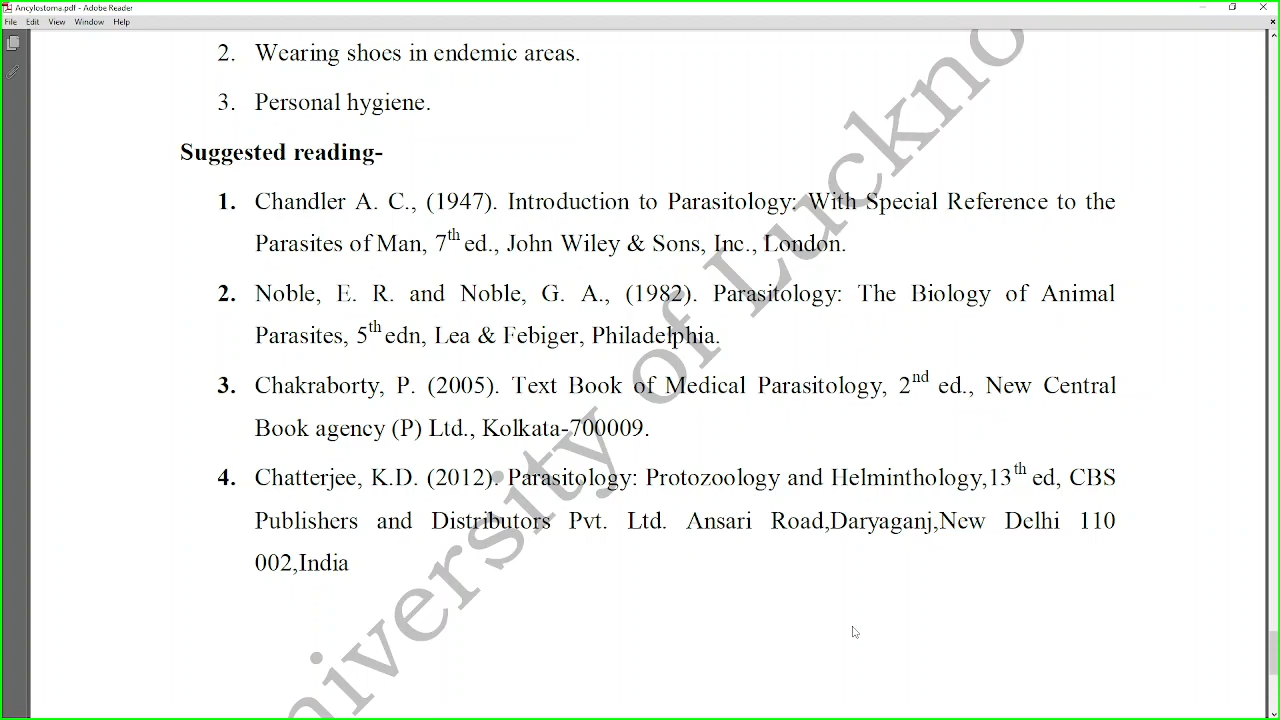 Ancylostoma.pdf - Adobe Reader
File Edit View Window Help
2. Wearing shoes in endemic areas.
3. Personal hygiene.
Suggested reading-
1. Chandler A. C., (1947). Introduction to Parasitology: With Special Reference to the
Parasites of Man, 7th ed., John Wiley & Sons, Inc., London.
2. Noble, E. R. and Noble, G. A., (1982). Parasitology: The Biology of Animal
Parasites, 5th edn, Lea & Febiger, Philadelphia.
3. Chakraborty, P. (2005). Text Book of Medical Parasitology, 2nd ed., New Central
Book agency (P) Ltd., Kolkata-700009.
4. Chatterjee, K.D. (2012). Parasitology: Protozoology and Helminthology,13th ed, CBS
Publishers and Distributors Pvt. Ltd. Ansari Road,Daryaganj,New Delhi 110
002,India
niversity of Luckno